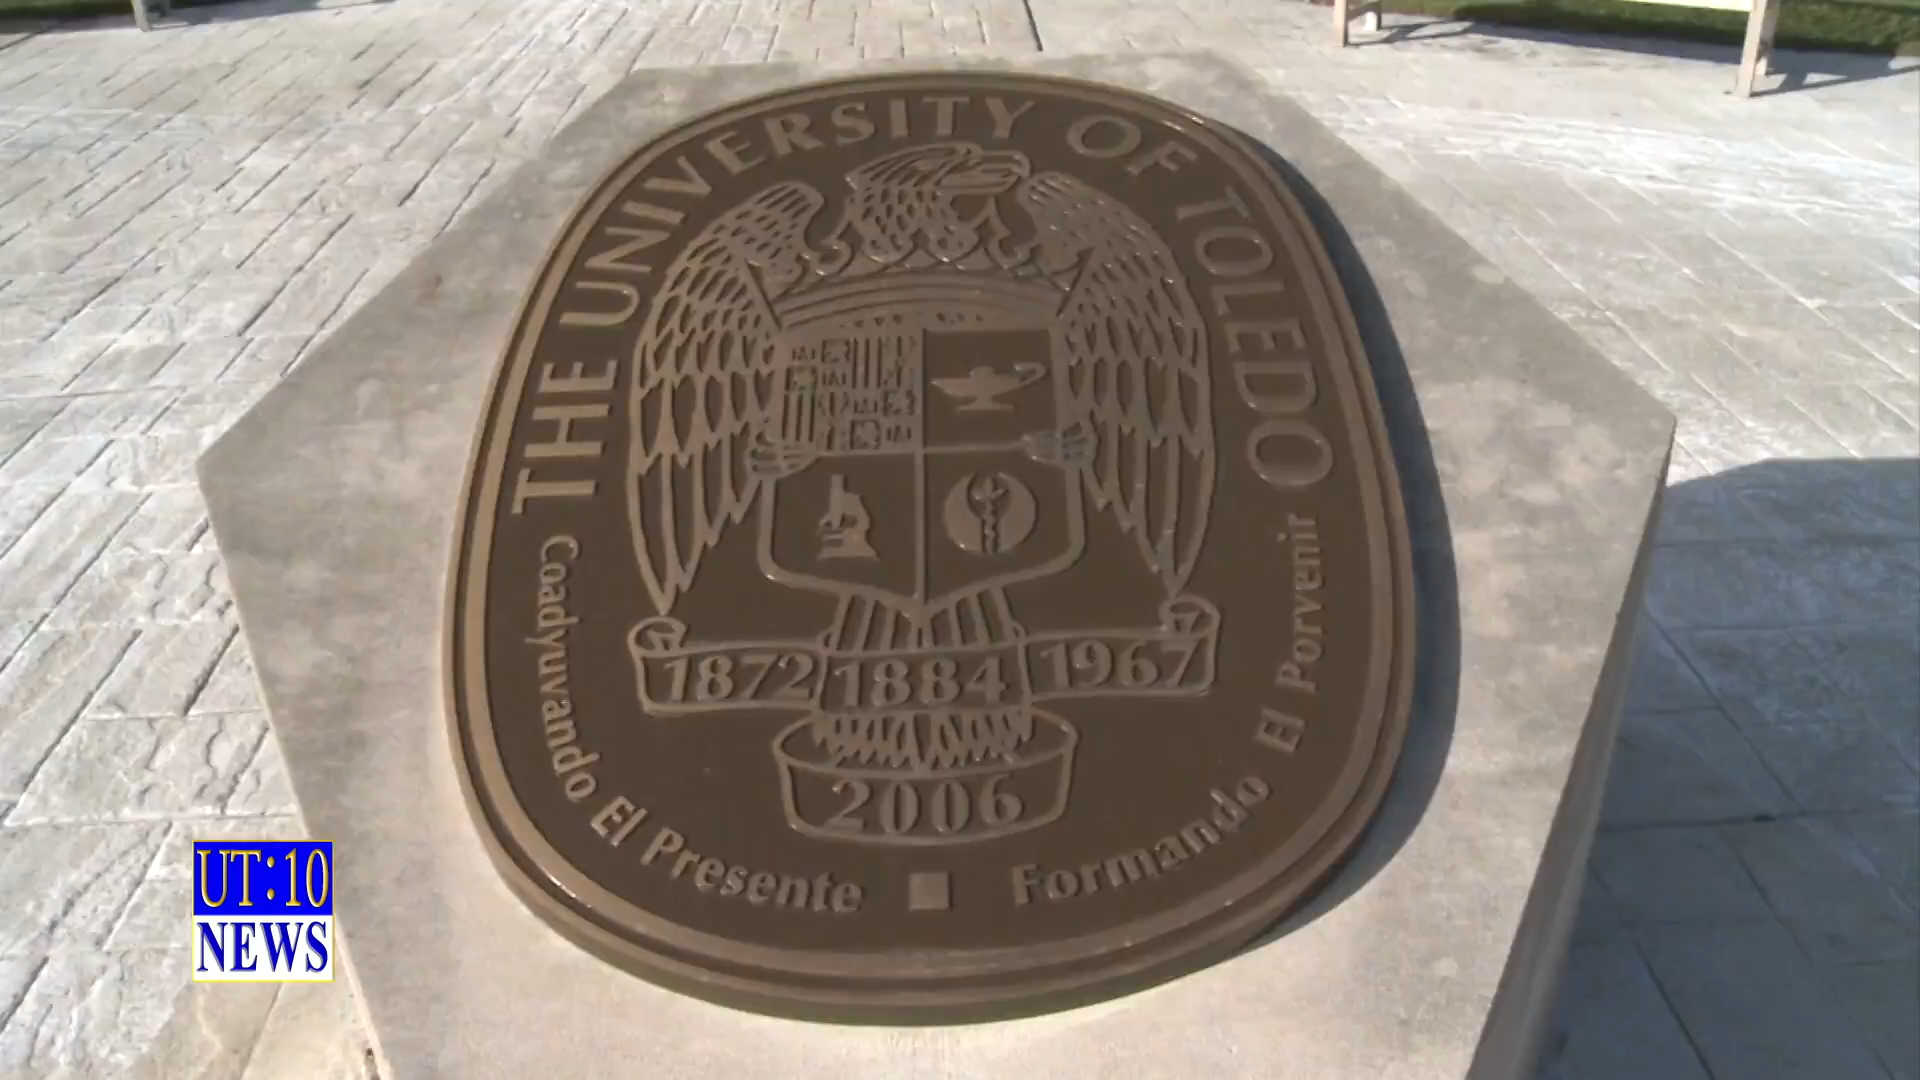 THE UNIVERSITY OF TOLEDO
1872 1884 1967
2006
Coadyuvando El Presente ■ Formando El Porvenir
UT:10
NEWS